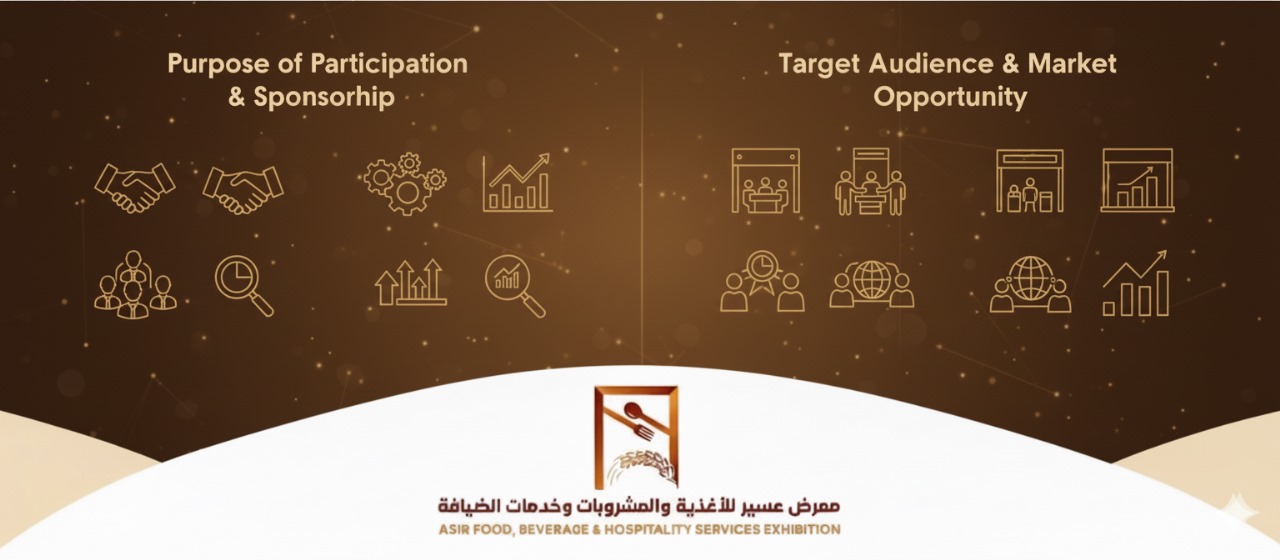 Purpose of Participation
& Sponsorhip
Target Audience & Market
Opportunity
معرض عسير للأغذية والمشروبات وخدمات الضيافة
ASIR FOOD, BEVERAGE & HOSPITALITY SERVICES EXHIBITION